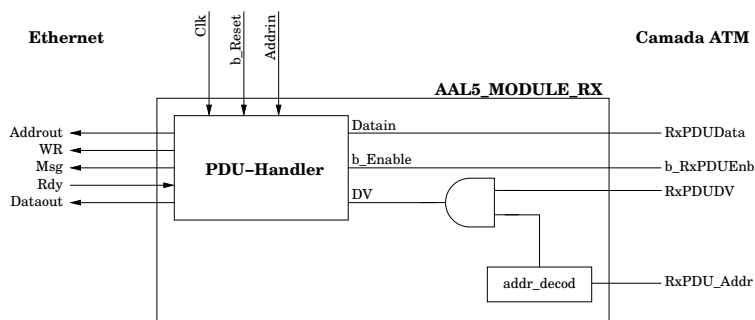 Ethernet
Clk
b_Reset
Addrin
Camada ATM
AAL5_MODULE_RX
Addrout
WR
Msg
Rdy
Dataout
PDU-Handler
Datain
b_Enable
DV
RxPDUData
b_RxPDUEnb
RxPDUDV
addr_decod
RxPDU_Addr